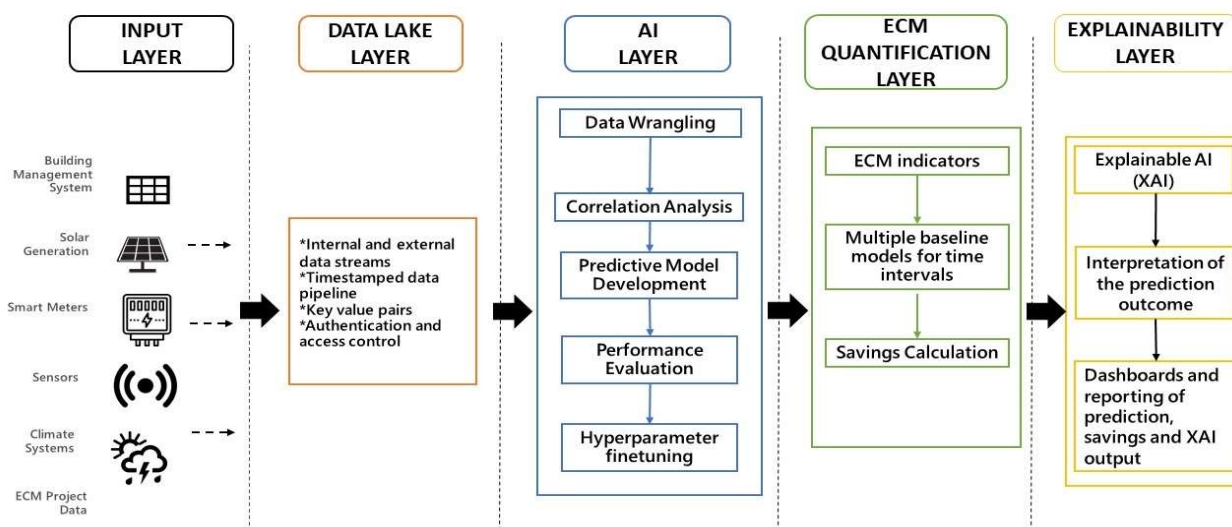 INPUT
LAYER
DATA LAKE
LAYER
AI
LAYER
ECM
QUANTIFICATION
LAYER
EXPLAINABILITY
LAYER
Building
Management
System
Solar
Generation
Smart Meters
Sensors
Climate
Systems
ECM Project
Data
*Internal and external
data streams
*Timestamped data
pipeline
*Key value pairs
*Authentication and
access control
Data Wrangling
Correlation Analysis
Predictive Model
Development
Performance
Evaluation
Hyperparameter
finetuning
ECM indicators
Multiple baseline
models for time
intervals
Savings Calculation
Explainable AI
(XAI)
Interpretation of
the prediction
outcome
Dashboards and
reporting of
prediction,
savings and XAI
output